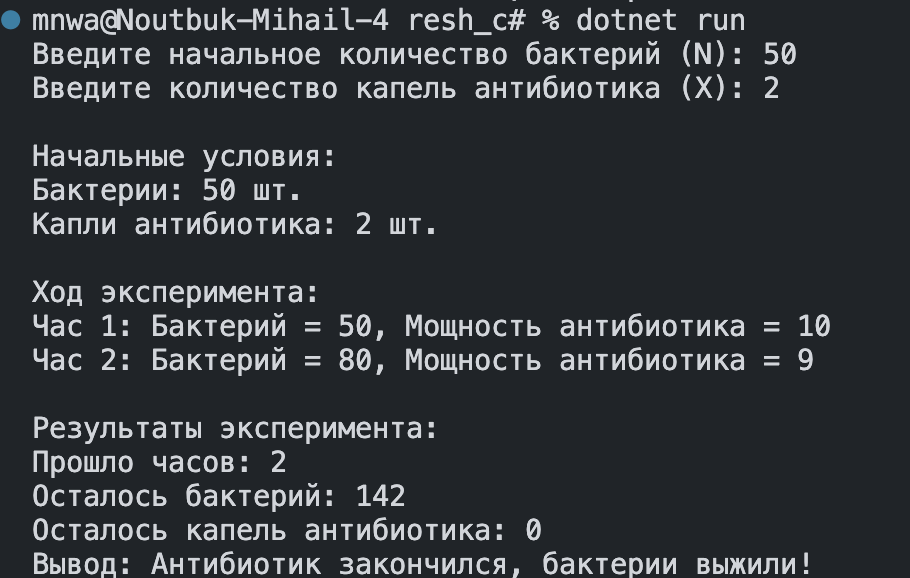 mnwa@Noutbuk-Mihail-4 resh_c# % dotnet run
Введите начальное количество бактерий (N): 50
Введите количество капель антибиотика (X): 2
Начальные условия:
Бактерии: 50 шт.
Капли антибиотика: 2 шт.
Ход эксперимента:
Час 1: Бактерий = 50, Мощность антибиотика = 10
Час 2: Бактерий = 80, Мощность антибиотика = 9
Результаты эксперимента:
Прошло часов: 2
Осталось бактерий: 142
Осталось капель антибиотика: 0
Вывод: Антибиотик закончился, бактерии выжили!